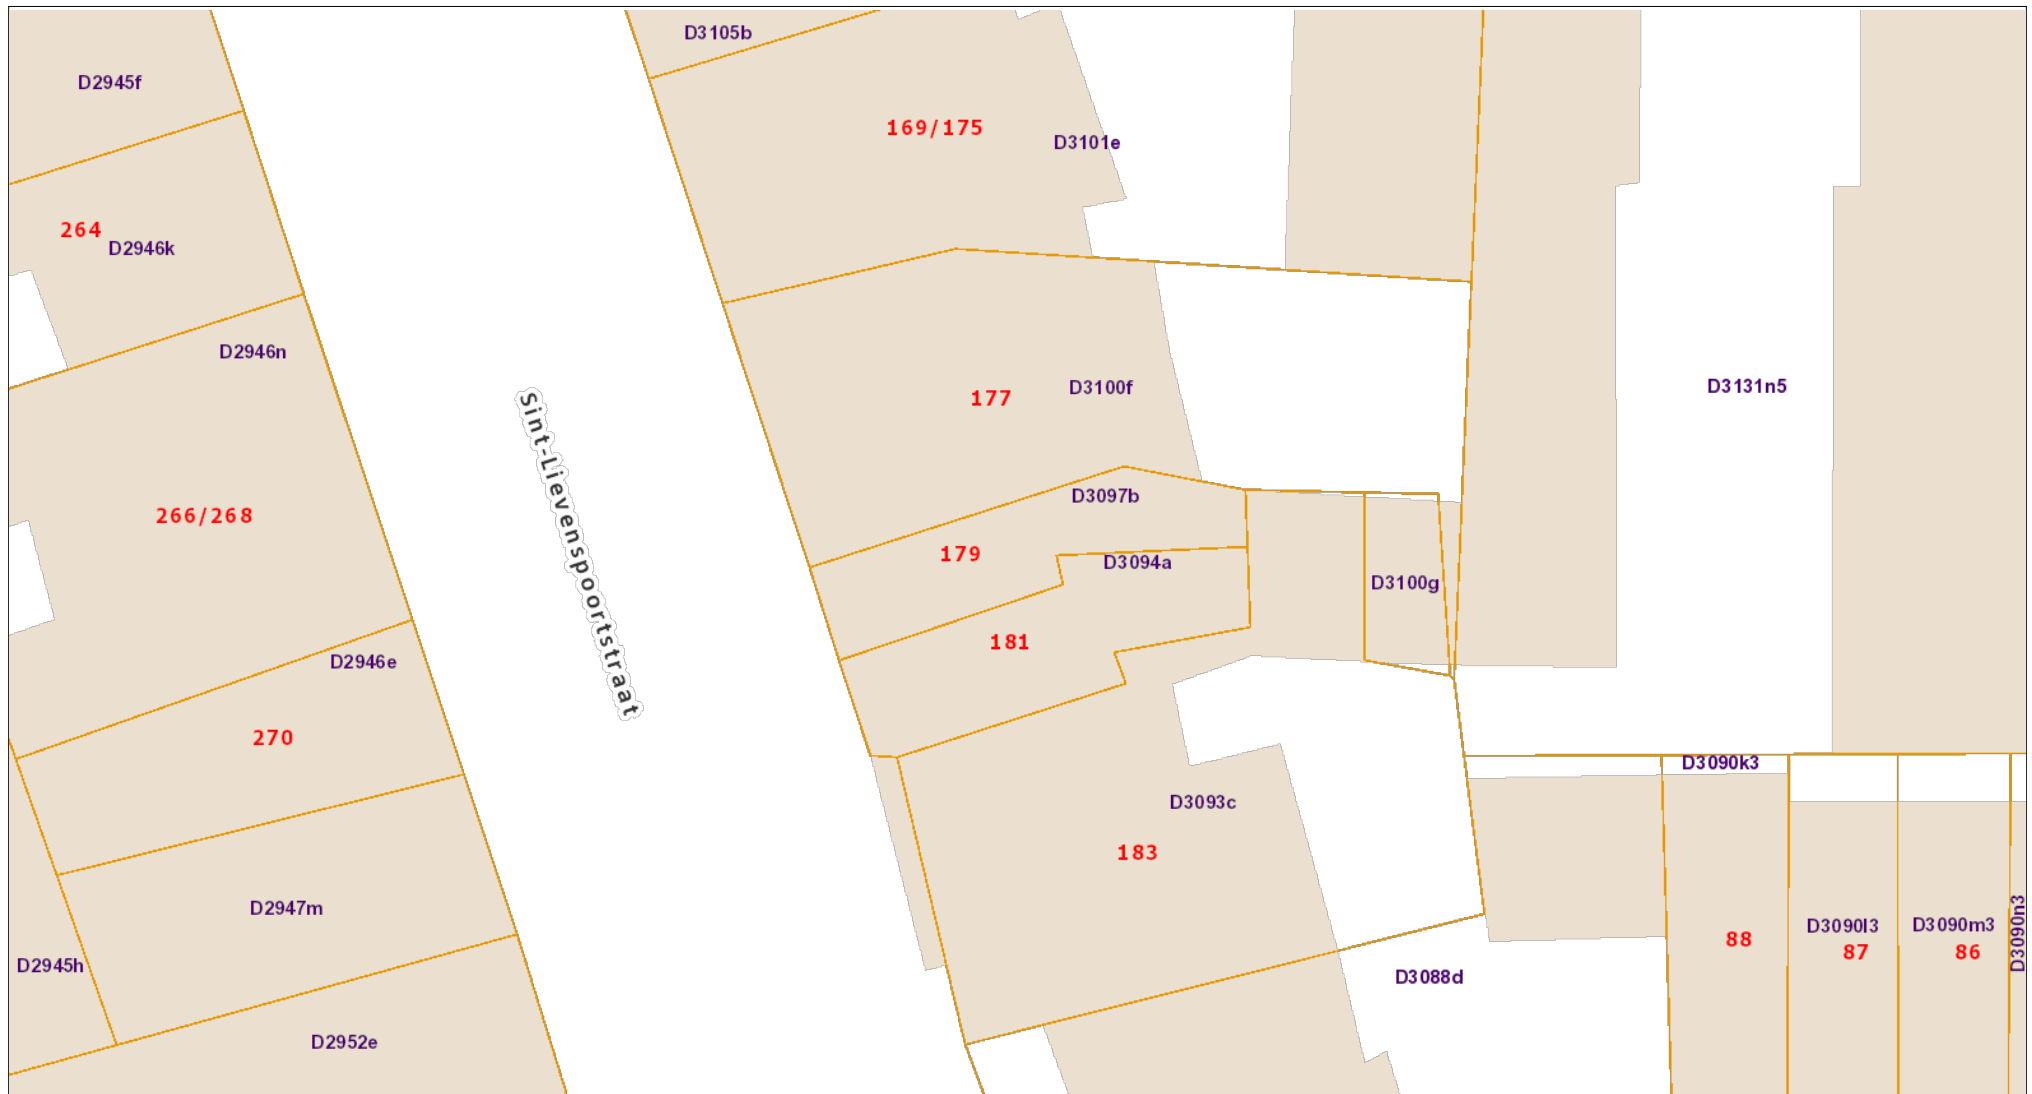 D3105b
D2945f
169/175
D3101e
264
D2946k
D2946n
D3100f
177
D3131n5
Sint-Lievenspoortstraat
D3097b
266/268
179
D3094a
D3100g
181
D2946e
270
D3090k3
D3093c
183
D2947m
D3090l3
D3090m3
D3090n3
88
87
86
D2945h
D3088d
D2952e